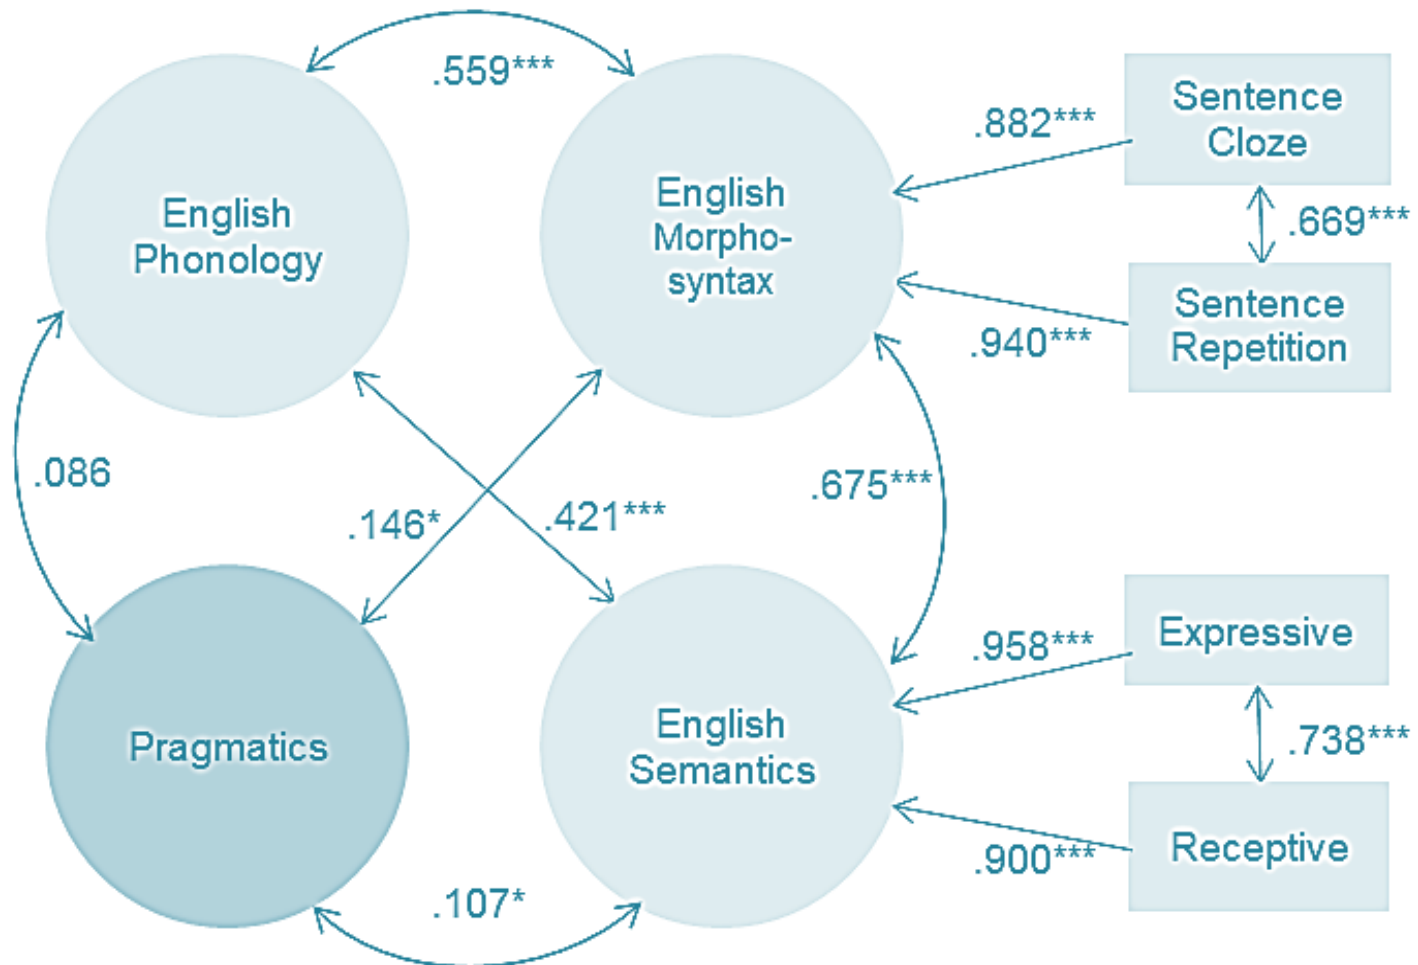 .559***
English
Phonology
English
Morpho-
syntax
.882***
Sentence
Cloze
.669***
.940***
Sentence
Repetition
.086
.146*
.421***
.675***
Pragmatics
English
Semantics
.958***
Expressive
.738***
.900***
Receptive
.107*